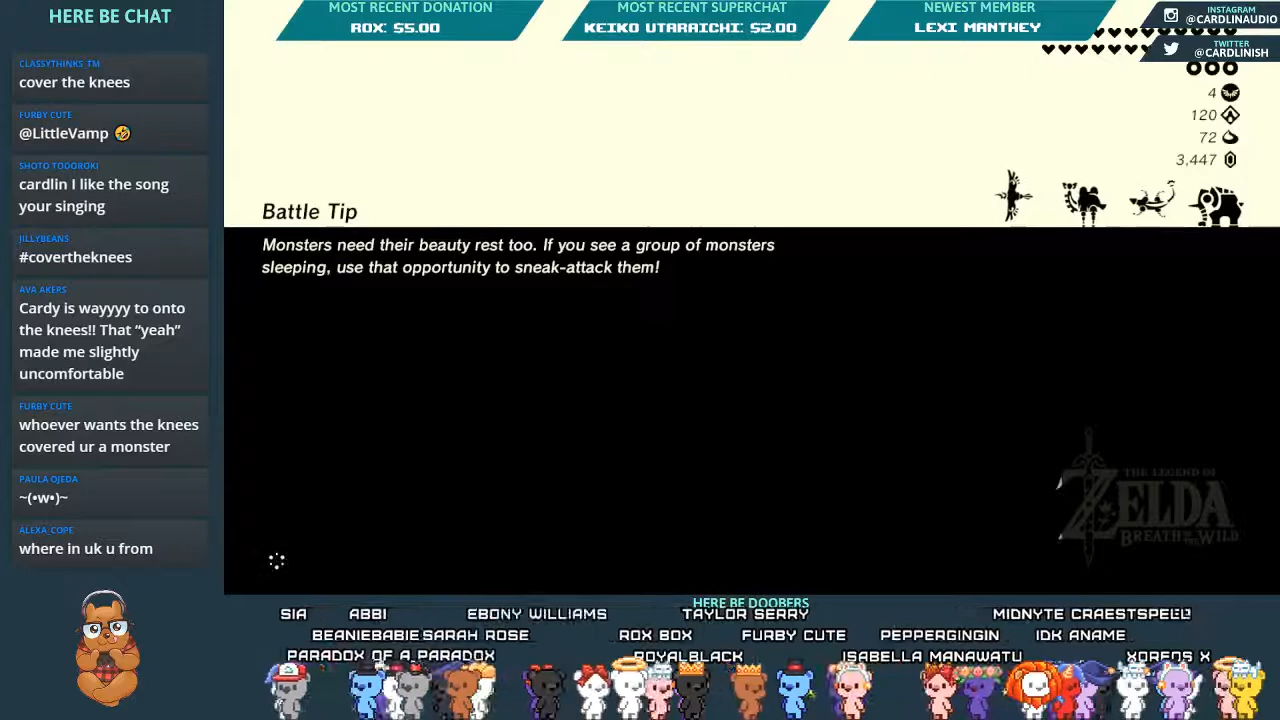 HERE BE CHAT
CLASSYTHINKS_TM
cover the knees
FURBY CUTE
@LittleVamp 🤣
SHOTO TODOROKI
cardlin I like the song
your singing
JILLYBEANS
#covertheknees
AVA AKERS
Cardy is wayyyy to onto
the knees!! That “yeah”
made me slightly
uncomfortable
FURBY CUTE
whoever wants the knees
covered ur a monster
PAULA OJEDA
~(•w•)~
ALEXA_COPE
where in uk u from
MOST RECENT DONATION
ROX: $5.00
MOST RECENT SUPERCHAT
KEIKO UTARAICHI: $2.00
NEWEST MEMBER
LEXI MANTHEY
INSTAGRAM
@CARDLINAUDIO
TWITTER
@CARDLINISH
4
120
72
3,447
Battle Tip
Monsters need their beauty rest too. If you see a group of monsters
sleeping, use that opportunity to sneak-attack them!
THE LEGEND OF
ZELDA
BREATH OF THE WILD
HERE BE DOOBERS
SIA ABBI EBONY WILLIAMS TAYLOR SERRY MIDNYTE CRAESTSPELL
BEANIEBABIE SARAH ROSE ROX BOX FURBY CUTE PEPPERGINGIN IDK ANAME
PARADOX OF A PARADOX ROYALBLACK ISABELLA MANAWATU XOREOS X